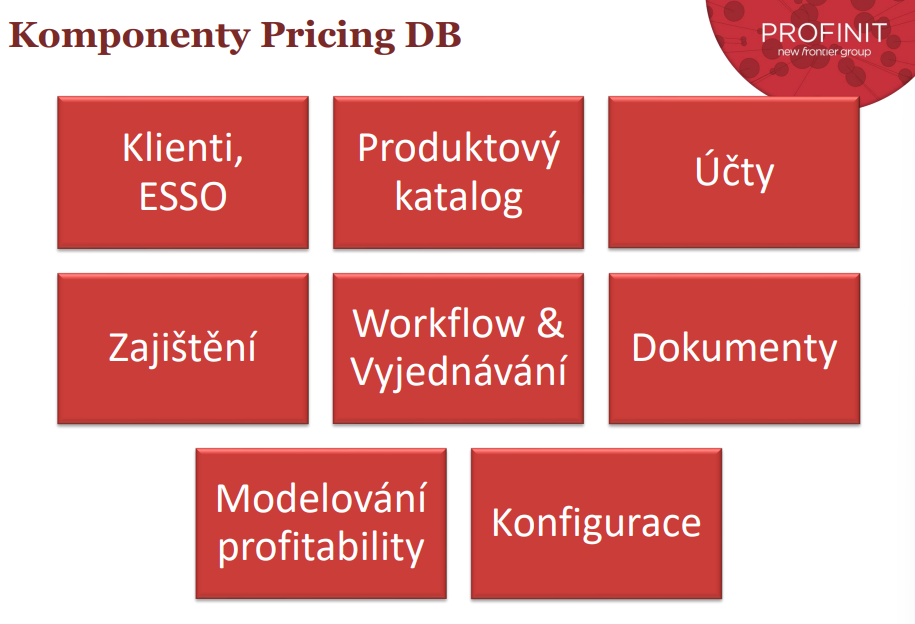 Komponenty Pricing DB
PROFINIT
new frontier group
Klienti,
ESSO
Produktový
katalog
Účty
Zajištění
Workflow &
Vyjednávání
Dokumenty
Modelování
profitability
Konfigurace